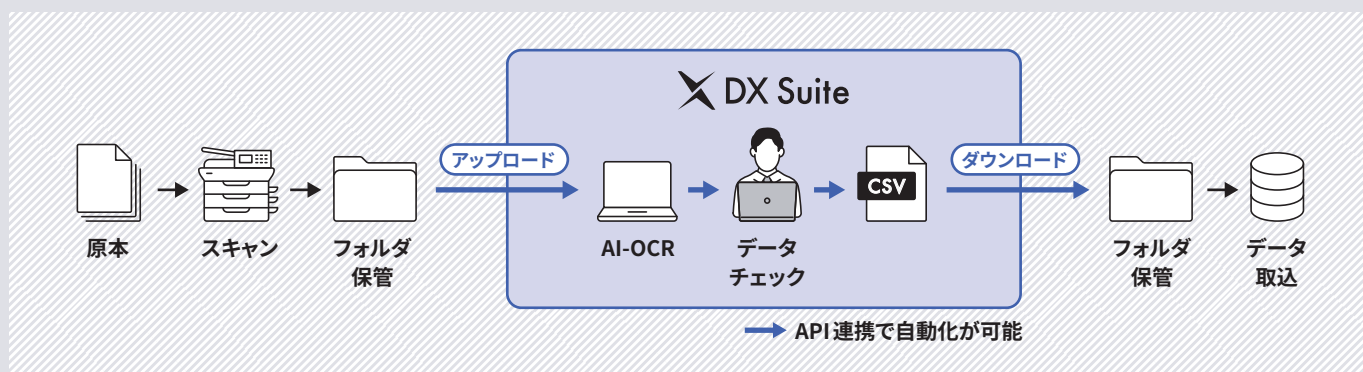 DX Suite
アップロード
ダウンロード
CSV
原本
スキャン
フォルダ
保管
AI-OCR
データ
チェック
フォルダ
保管
データ
取込
API連携で自動化が可能